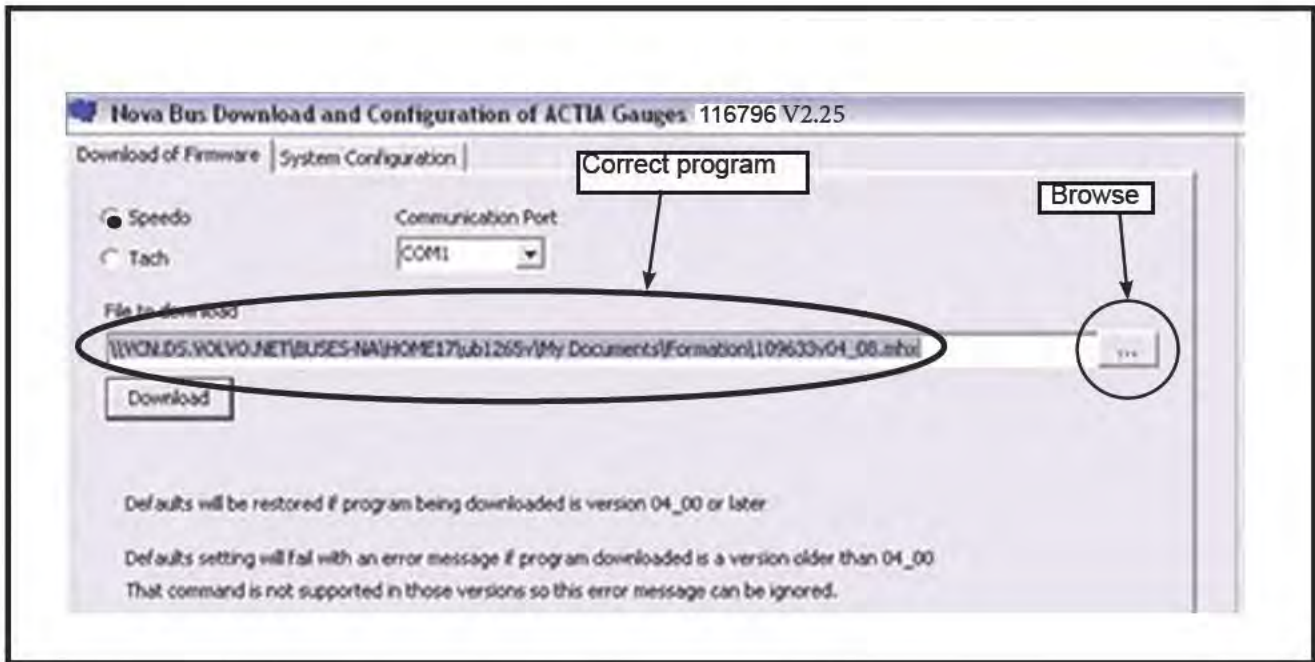 Nova Bus Download and Configuration of ACTIA Gauges 116796 V2.25
Download of Firmware System Configuration
Correct program
Browse
Speedo
Communication Port
Tach
COM1
File to download
\\VCN.DS.VOLVO.NET\BUSES-NA\HOME17\ub1265v\My Documents\Formation\109633v04_08.mhx
...
Download
Defaults will be restored if program being downloaded is version 04_00 or later
Defaults setting will fail with an error message if program downloaded is a version older than 04_00
That command is not supported in those versions so this error message can be ignored.